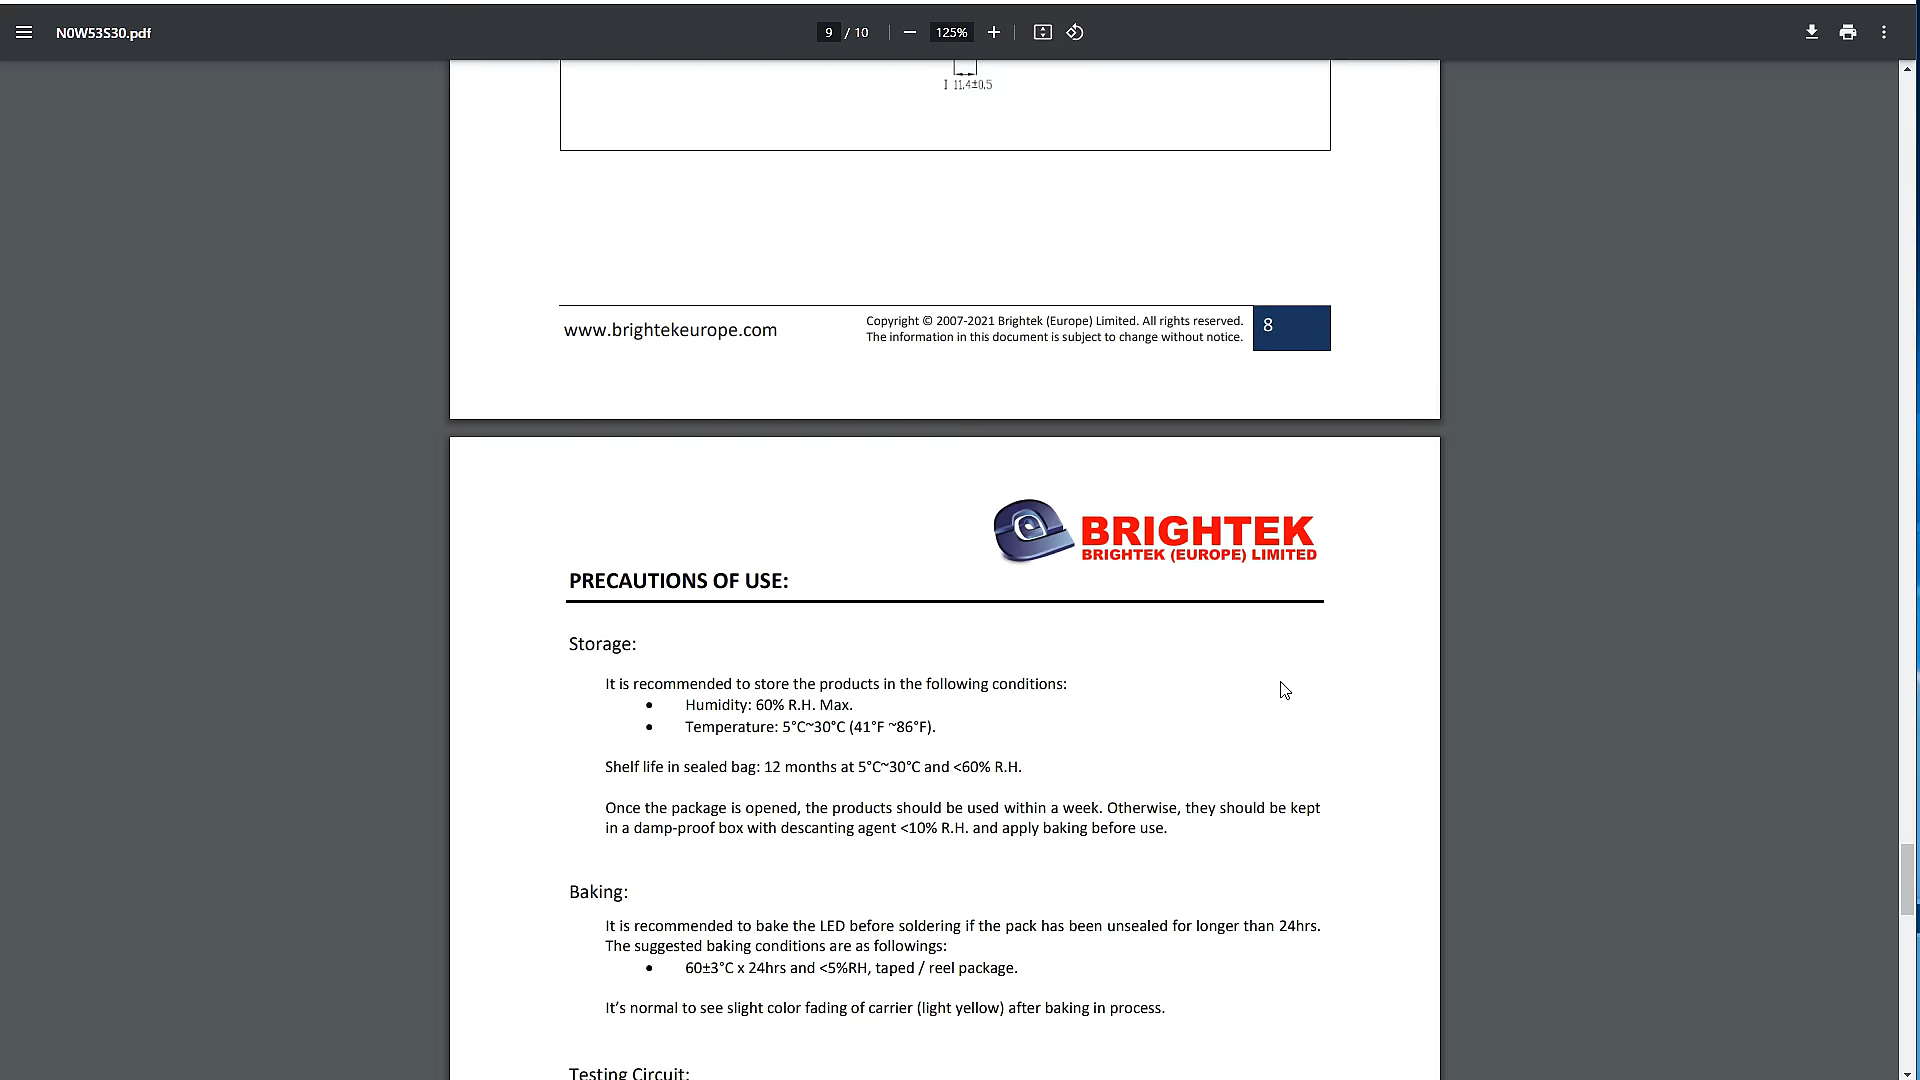 N0W53S30.pdf
9 / 10
125%
I 11,4±0,5
www.brightekeurope.com
Copyright © 2007-2021 Brightek (Europe) Limited. All rights reserved.
The information in this document is subject to change without notice.
8
BRIGHTEK
BRIGHTEK (EUROPE) LIMITED
PRECAUTIONS OF USE:
Storage:
It is recommended to store the products in the following conditions:
• Humidity: 60% R.H. Max.
• Temperature: 5°C~30°C (41°F ~86°F).
Shelf life in sealed bag: 12 months at 5°C~30°C and <60% R.H.
Once the package is opened, the products should be used within a week. Otherwise, they should be kept
in a damp-proof box with descanting agent <10% R.H. and apply baking before use.
Baking:
It is recommended to bake the LED before soldering if the pack has been unsealed for longer than 24hrs.
The suggested baking conditions are as followings:
• 60±3°C x 24hrs and <5%RH, taped / reel package.
It's normal to see slight color fading of carrier (light yellow) after baking in process.
Testing Circuit: